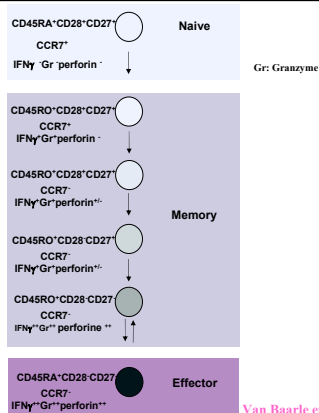 CD45RA⁺CD28⁺CD27⁺
Naive
CCR7⁺
IFNγ ⁻Gr ⁻perforin ⁻
Gr: Granzyme
CD45RO⁺CD28⁺CD27⁺
CCR7⁺
IFNγ⁺Gr⁺perforin ⁻
CD45RO⁺CD28⁺CD27⁺
CCR7⁻
IFNγ⁺Gr⁺perforin⁺/⁻
Memory
CD45RO⁺CD28⁻CD27⁺
CCR7⁻
IFNγ⁺Gr⁺perforin⁺/⁻
CD45RO⁺CD28⁻CD27⁻
CCR7⁻
IFNγ⁺⁺Gr⁺⁺ perforine ⁺⁺
CD45RA⁺CD28⁻CD27⁻
Effector
CCR7⁻
IFNγ⁺⁺Gr⁺⁺perforin⁺⁺
Van Baarle e